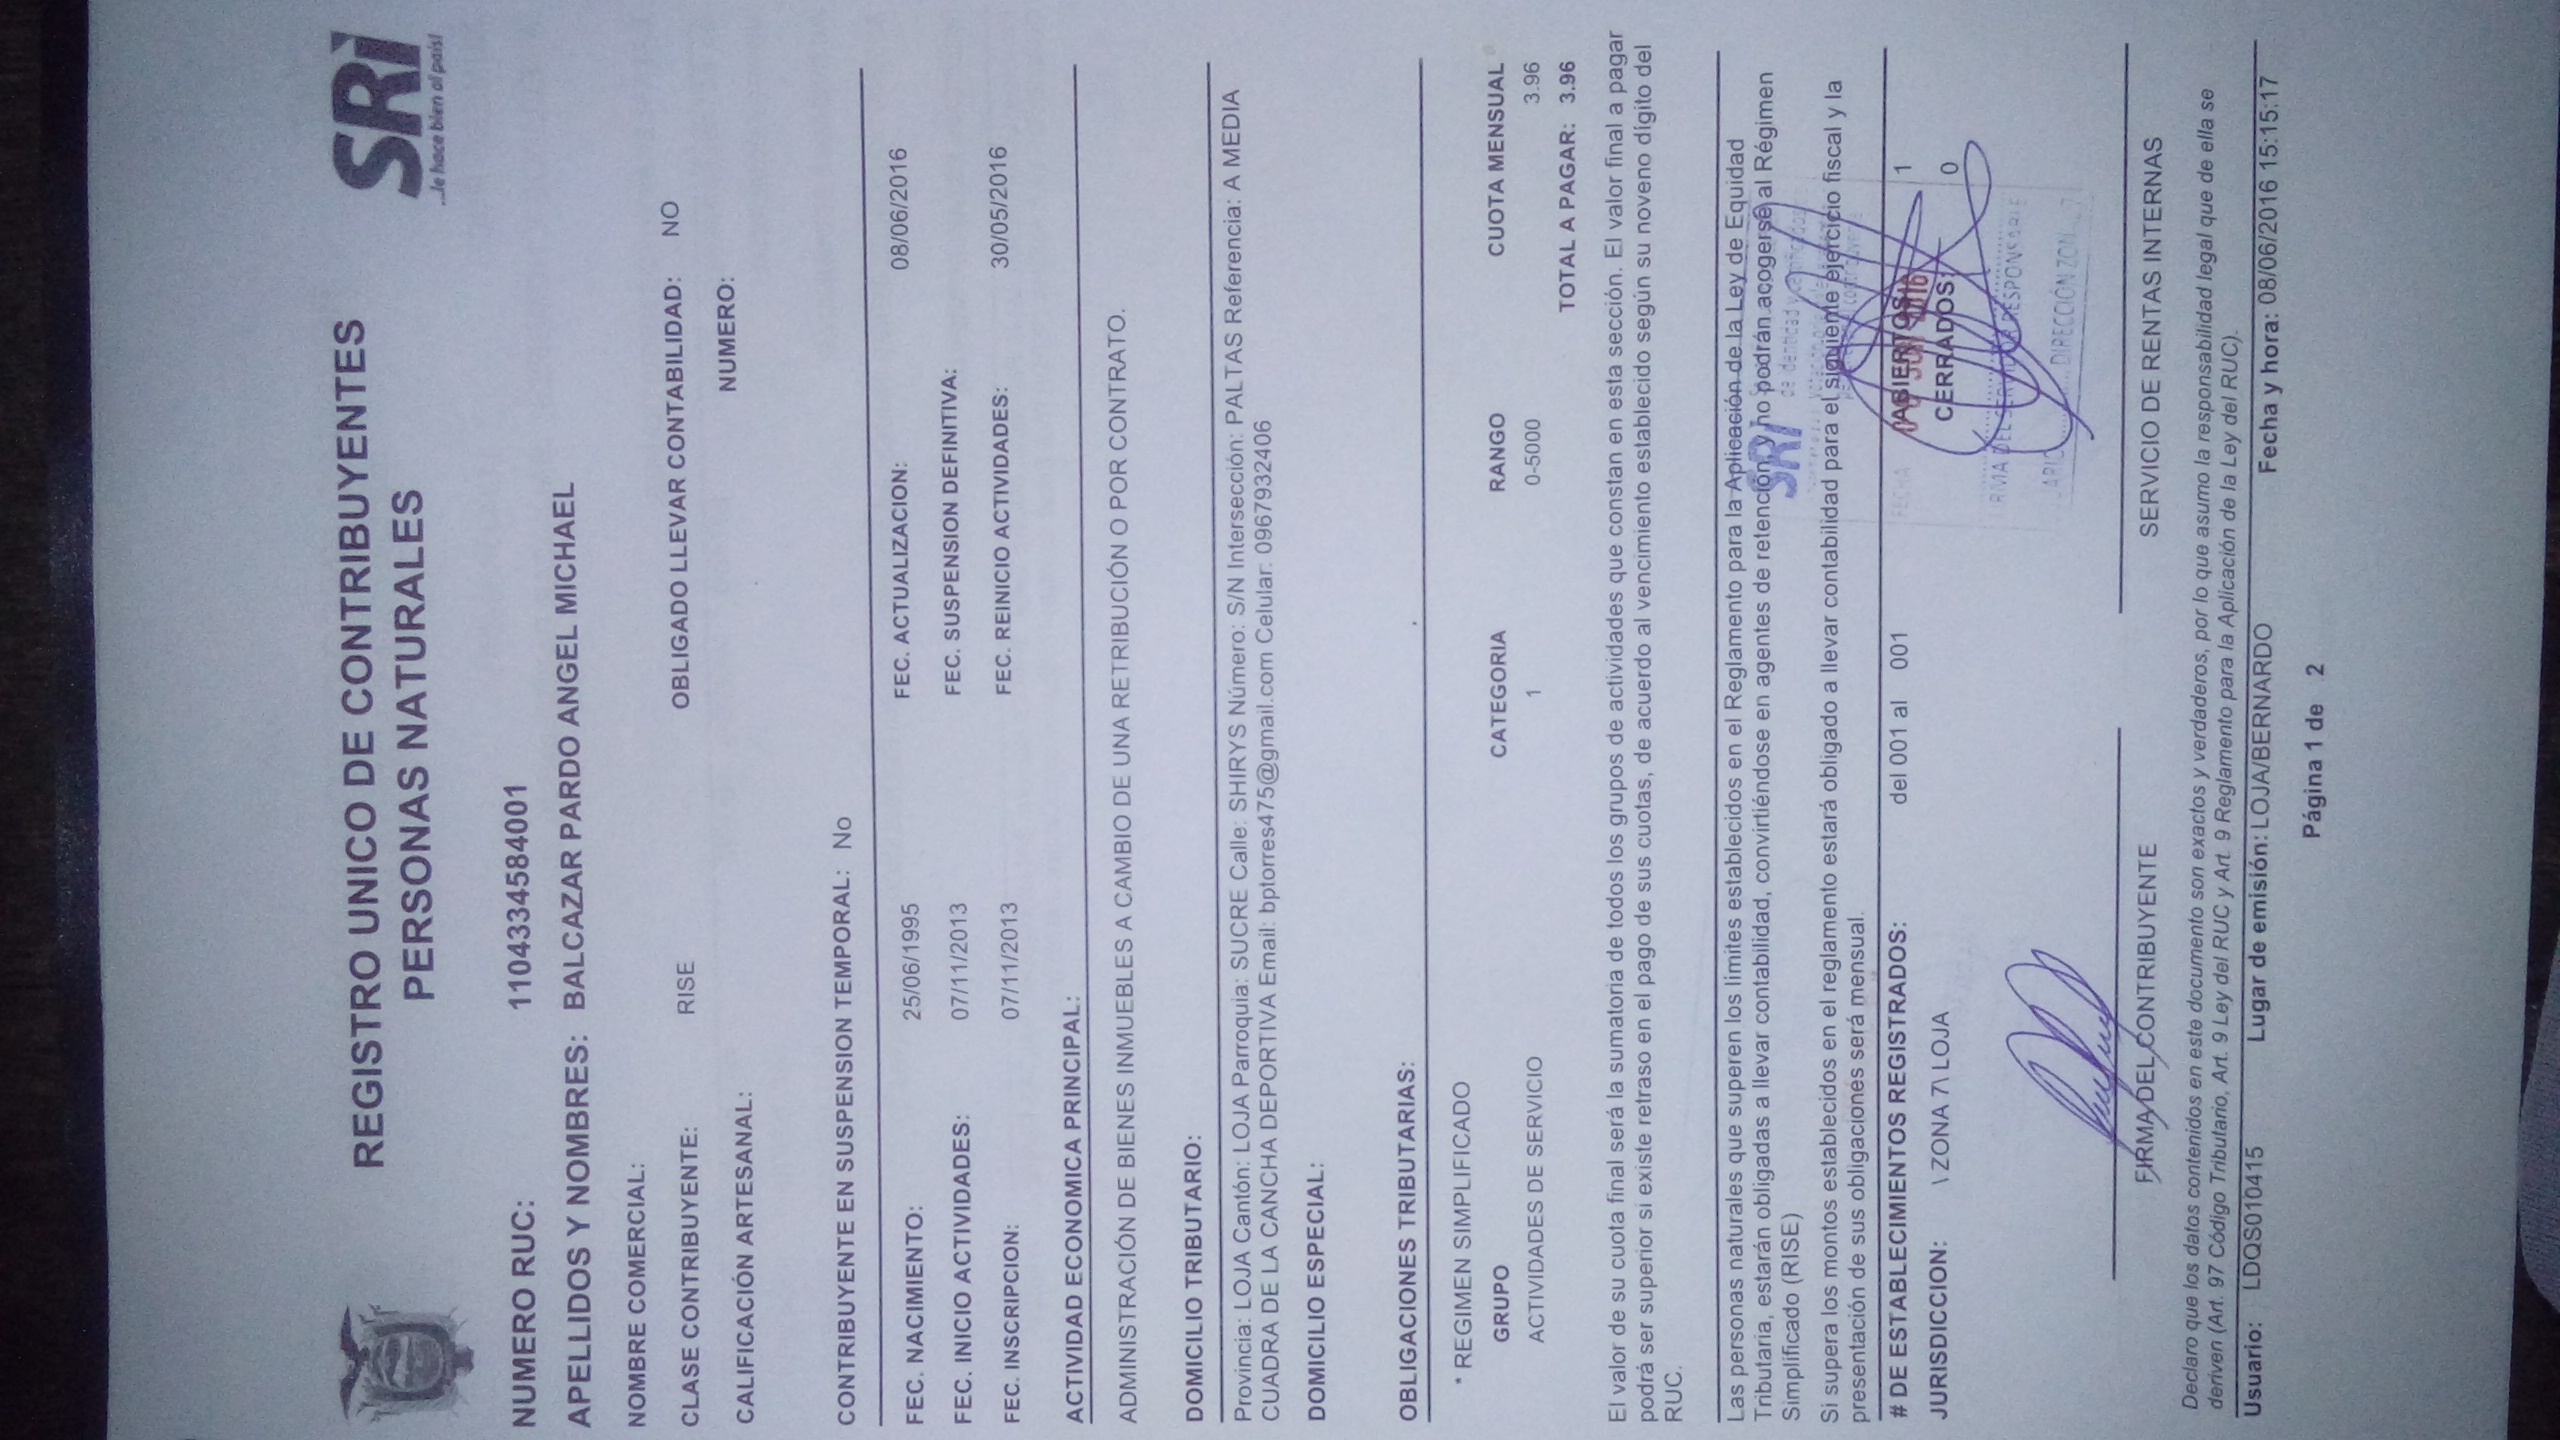 REGISTRO UNICO DE CONTRIBUYENTES
PERSONAS NATURALES
SRi
...le hace bien al país!
NUMERO RUC: 1104334584001
APELLIDOS Y NOMBRES: BALCAZAR PARDO ANGEL MICHAEL
NOMBRE COMERCIAL:
CLASE CONTRIBUYENTE: RISE OBLIGADO LLEVAR CONTABILIDAD: NO
CALIFICACIÓN ARTESANAL: NUMERO:
CONTRIBUYENTE EN SUSPENSION TEMPORAL: No
FEC. NACIMIENTO: 25/06/1995 FEC. ACTUALIZACION: 08/06/2016
FEC. INICIO ACTIVIDADES: 07/11/2013 FEC. SUSPENSION DEFINITIVA:
FEC. INSCRIPCION: 07/11/2013 FEC. REINICIO ACTIVIDADES: 30/05/2016
ACTIVIDAD ECONOMICA PRINCIPAL:
ADMINISTRACIÓN DE BIENES INMUEBLES A CAMBIO DE UNA RETRIBUCIÓN O POR CONTRATO.
DOMICILIO TRIBUTARIO:
Provincia: LOJA Cantón: LOJA Parroquia: SUCRE Calle: SHIRYS Número: S/N Intersección: PALTAS Referencia: A MEDIA
CUADRA DE LA CANCHA DEPORTIVA Email: bptorres475@gmail.com Celular: 0967932406
DOMICILIO ESPECIAL:
OBLIGACIONES TRIBUTARIAS:
* REGIMEN SIMPLIFICADO
GRUPO CATEGORIA RANGO CUOTA MENSUAL
ACTIVIDADES DE SERVICIO 1 0-5000 3.96
TOTAL A PAGAR: 3.96
El valor de su cuota final será la sumatoria de todos los grupos de actividades que constan en esta sección. El valor final a pagar
podrá ser superior si existe retraso en el pago de sus cuotas, de acuerdo al vencimiento establecido según su noveno dígito del
RUC.
Las personas naturales que superen los límites establecidos en el Reglamento para la Aplicación de la Ley de Equidad
Tributaria, estarán obligadas a llevar contabilidad, convirtiéndose en agentes de retención, y no podrán acogerse al Régimen
Simplificado (RISE)
SRi
de identidad y certificados
Si supera los montos establecidos en el reglamento estará obligado a llevar contabilidad para el siguiente ejercicio fiscal y la
presentación de sus obligaciones será mensual.
# DE ESTABLECIMIENTOS REGISTRADOS: del 001 al 001 ABIERTOS: 1
FECHA JUN 2016
JURISDICCION: \ ZONA 7\ LOJA CERRADOS: 0
DEL SERVIDOR RESPONSABLE
DIRECCIÓN
FIRMA DEL CONTRIBUYENTE SERVICIO DE RENTAS INTERNAS
Declaro que los datos contenidos en este documento son exactos y verdaderos, por lo que asumo la responsabilidad legal que de ella se
deriven (Art. 97 Código Tributario, Art. 9 Ley del RUC y Art. 9 Reglamento para la Aplicación de la Ley del RUC).
Usuario: LDQS010415 Lugar de emisión: LOJA/BERNARDO Fecha y hora: 08/06/2016 15:15:17
Página 1 de 2